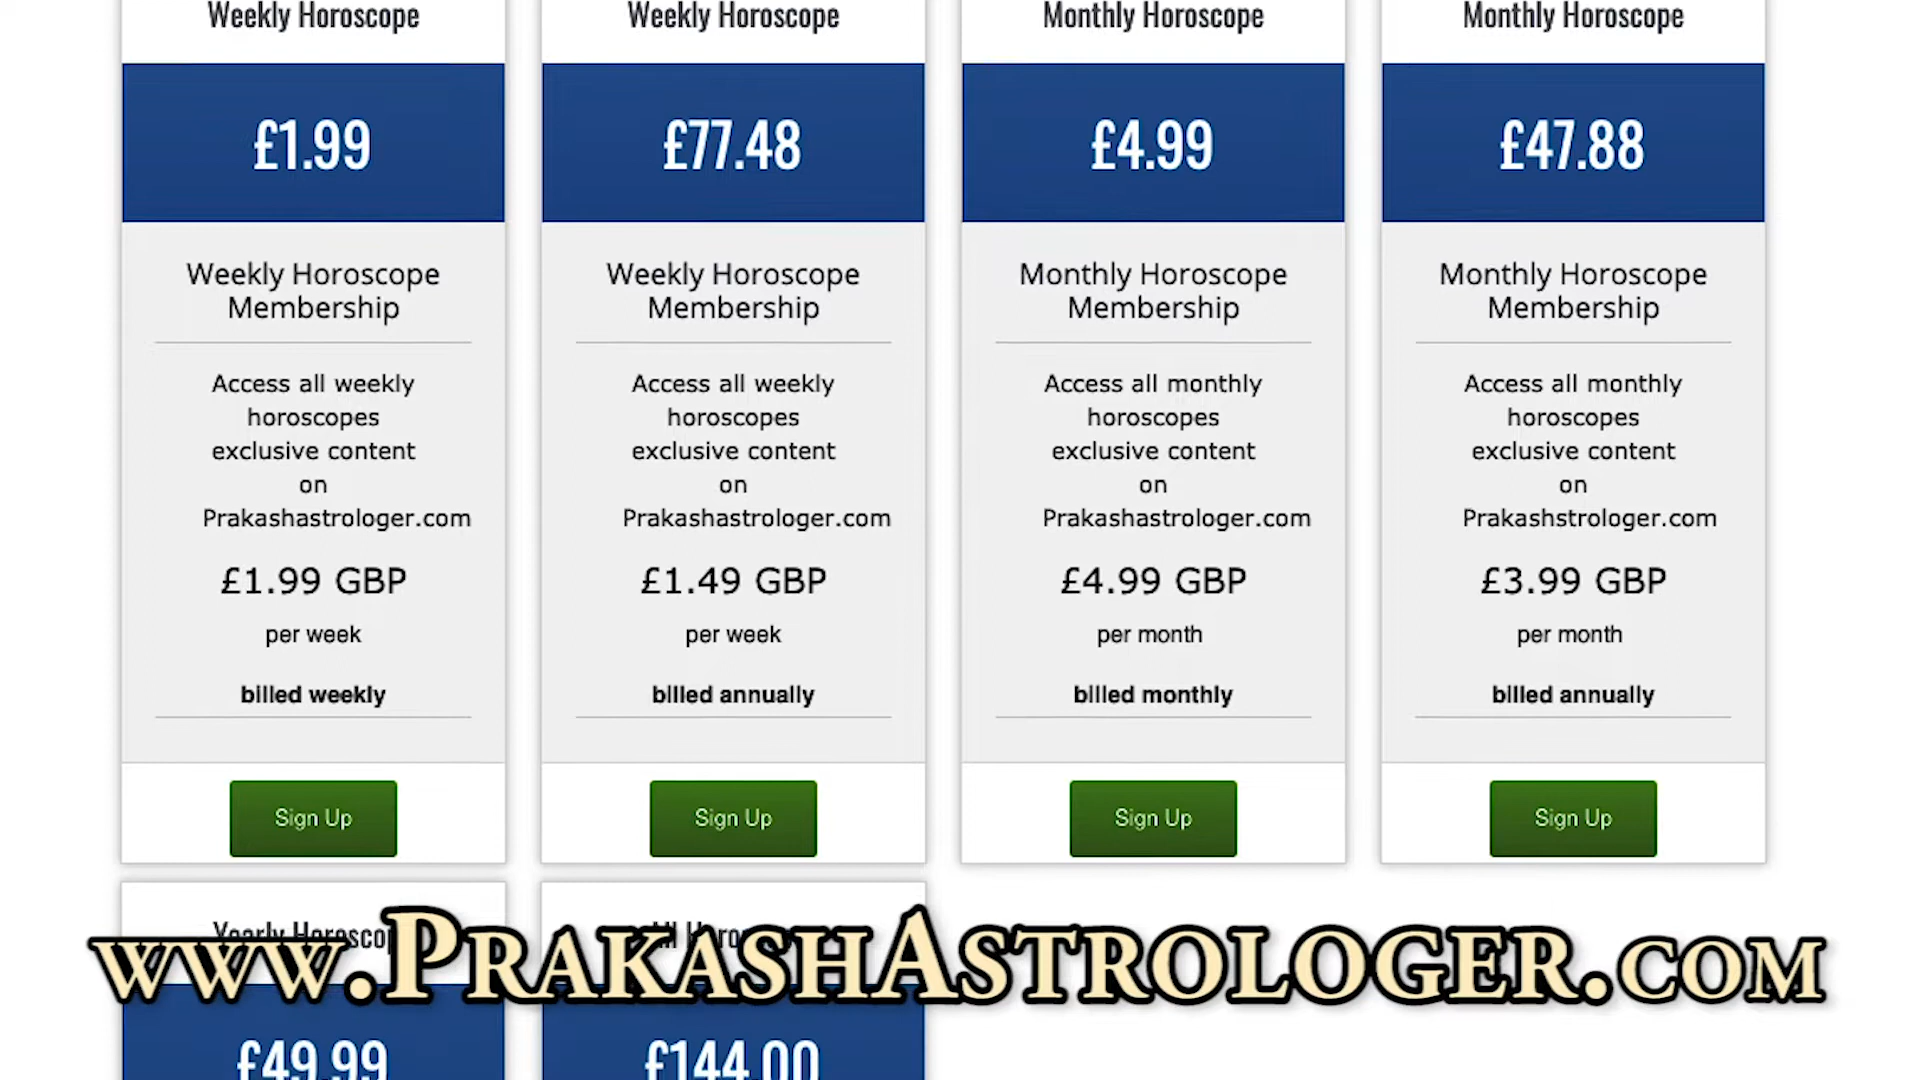 Weekly Horoscope
£1.99
Weekly Horoscope
Membership
Access all weekly
horoscopes
exclusive content
on
Prakashastrologer.com
£1.99 GBP
per week
billed weekly
Sign Up
Weekly Horoscope
£77.48
Weekly Horoscope
Membership
Access all weekly
horoscopes
exclusive content
on
Prakashastrologer.com
£1.49 GBP
per week
billed annually
Sign Up
Monthly Horoscope
£4.99
Monthly Horoscope
Membership
Access all monthly
horoscopes
exclusive content
on
Prakashastrologer.com
£4.99 GBP
per month
billed monthly
Sign Up
Monthly Horoscope
£47.88
Monthly Horoscope
Membership
Access all monthly
horoscopes
exclusive content
on
Prakashstrologer.com
£3.99 GBP
per month
billed annually
Sign Up
Yearly Horoscope
£49.99
£144.00
www.PrakashAstrologer.com